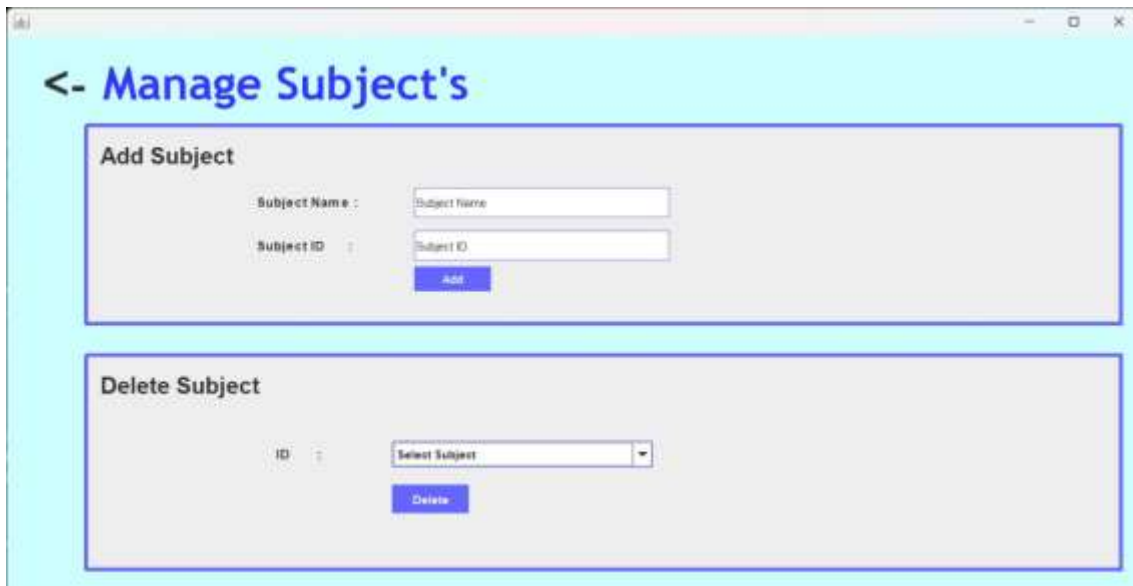 <- Manage Subject's
Add Subject
Subject Name :
Subject Name
Subject ID :
Subject ID
Add
Delete Subject
ID :
Select Subject
Delete